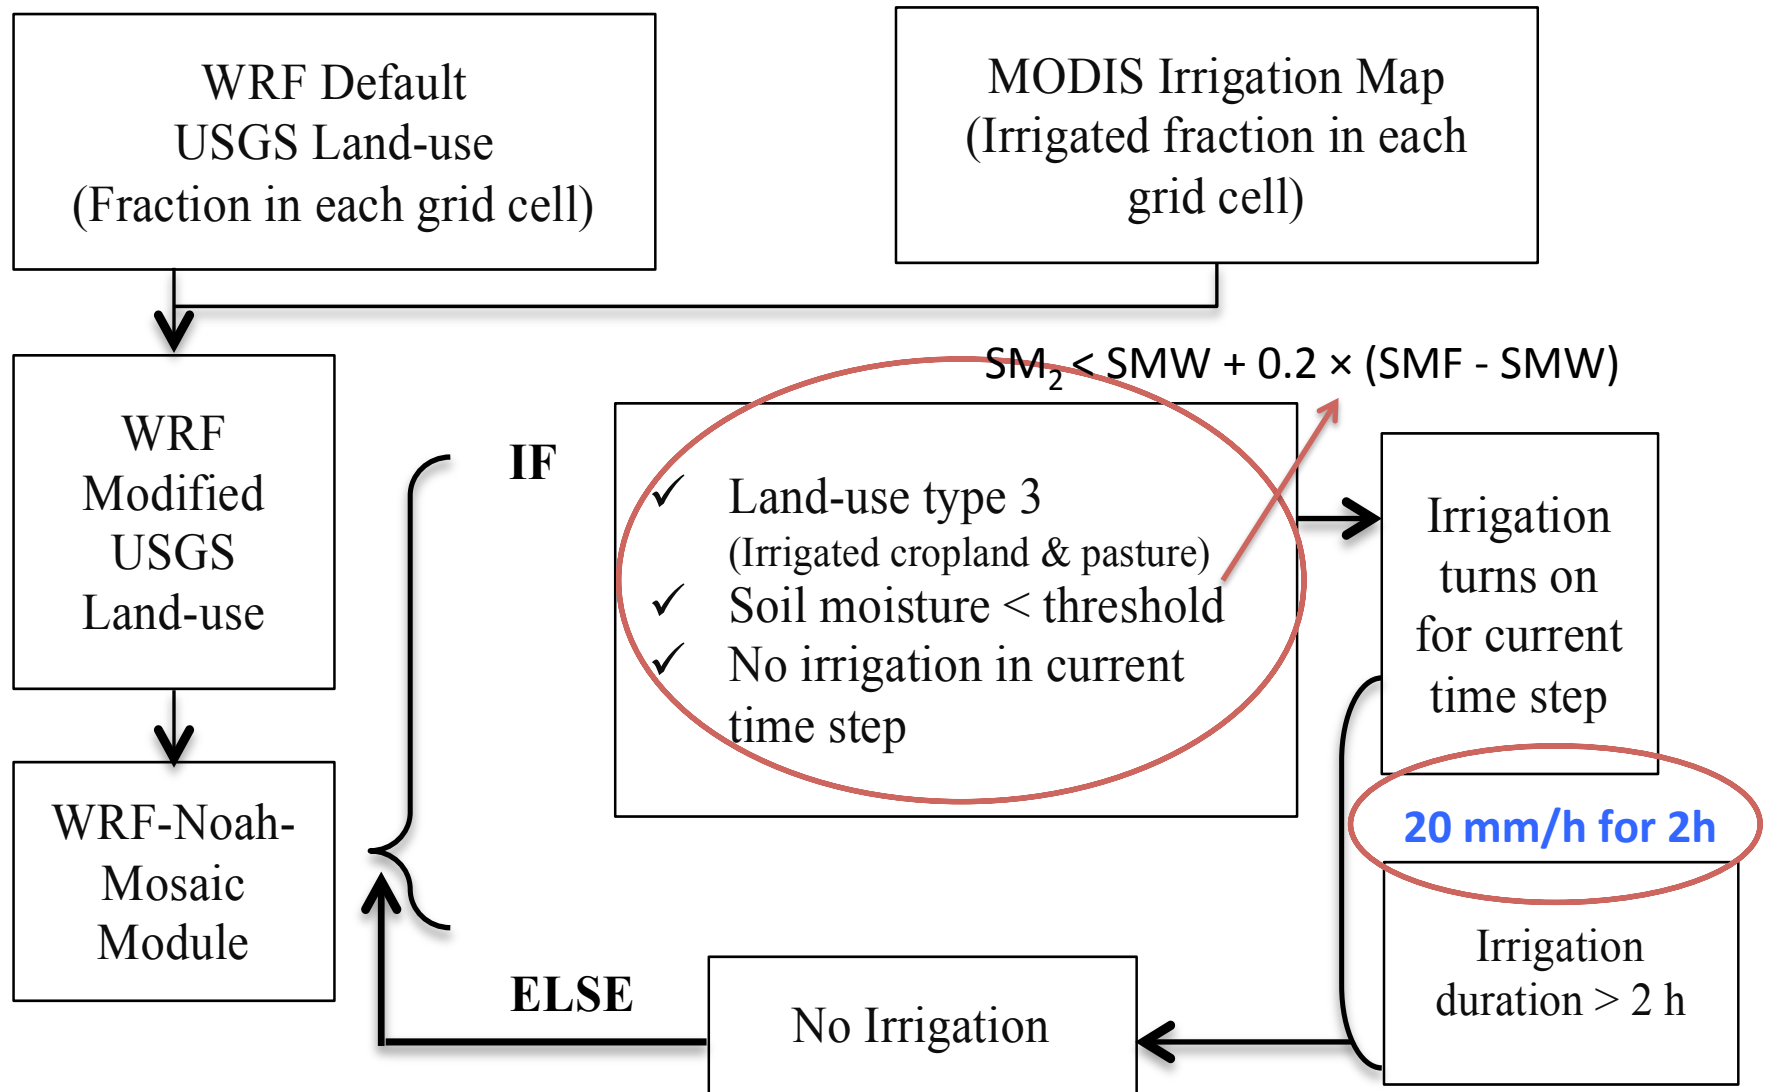 WRF Default
USGS Land-use
(Fraction in each grid cell)
MODIS Irrigation Map
(Irrigated fraction in each
grid cell)
SM₂ < SMW + 0.2 × (SMF - SMW)
WRF
Modified
USGS
Land-use
IF
✓ Land-use type 3
(Irrigated cropland & pasture)
✓ Soil moisture < threshold
✓ No irrigation in current
time step
Irrigation
turns on
for current
time step
20 mm/h for 2h
WRF-Noah-
Mosaic
Module
Irrigation
duration > 2 h
ELSE
No Irrigation